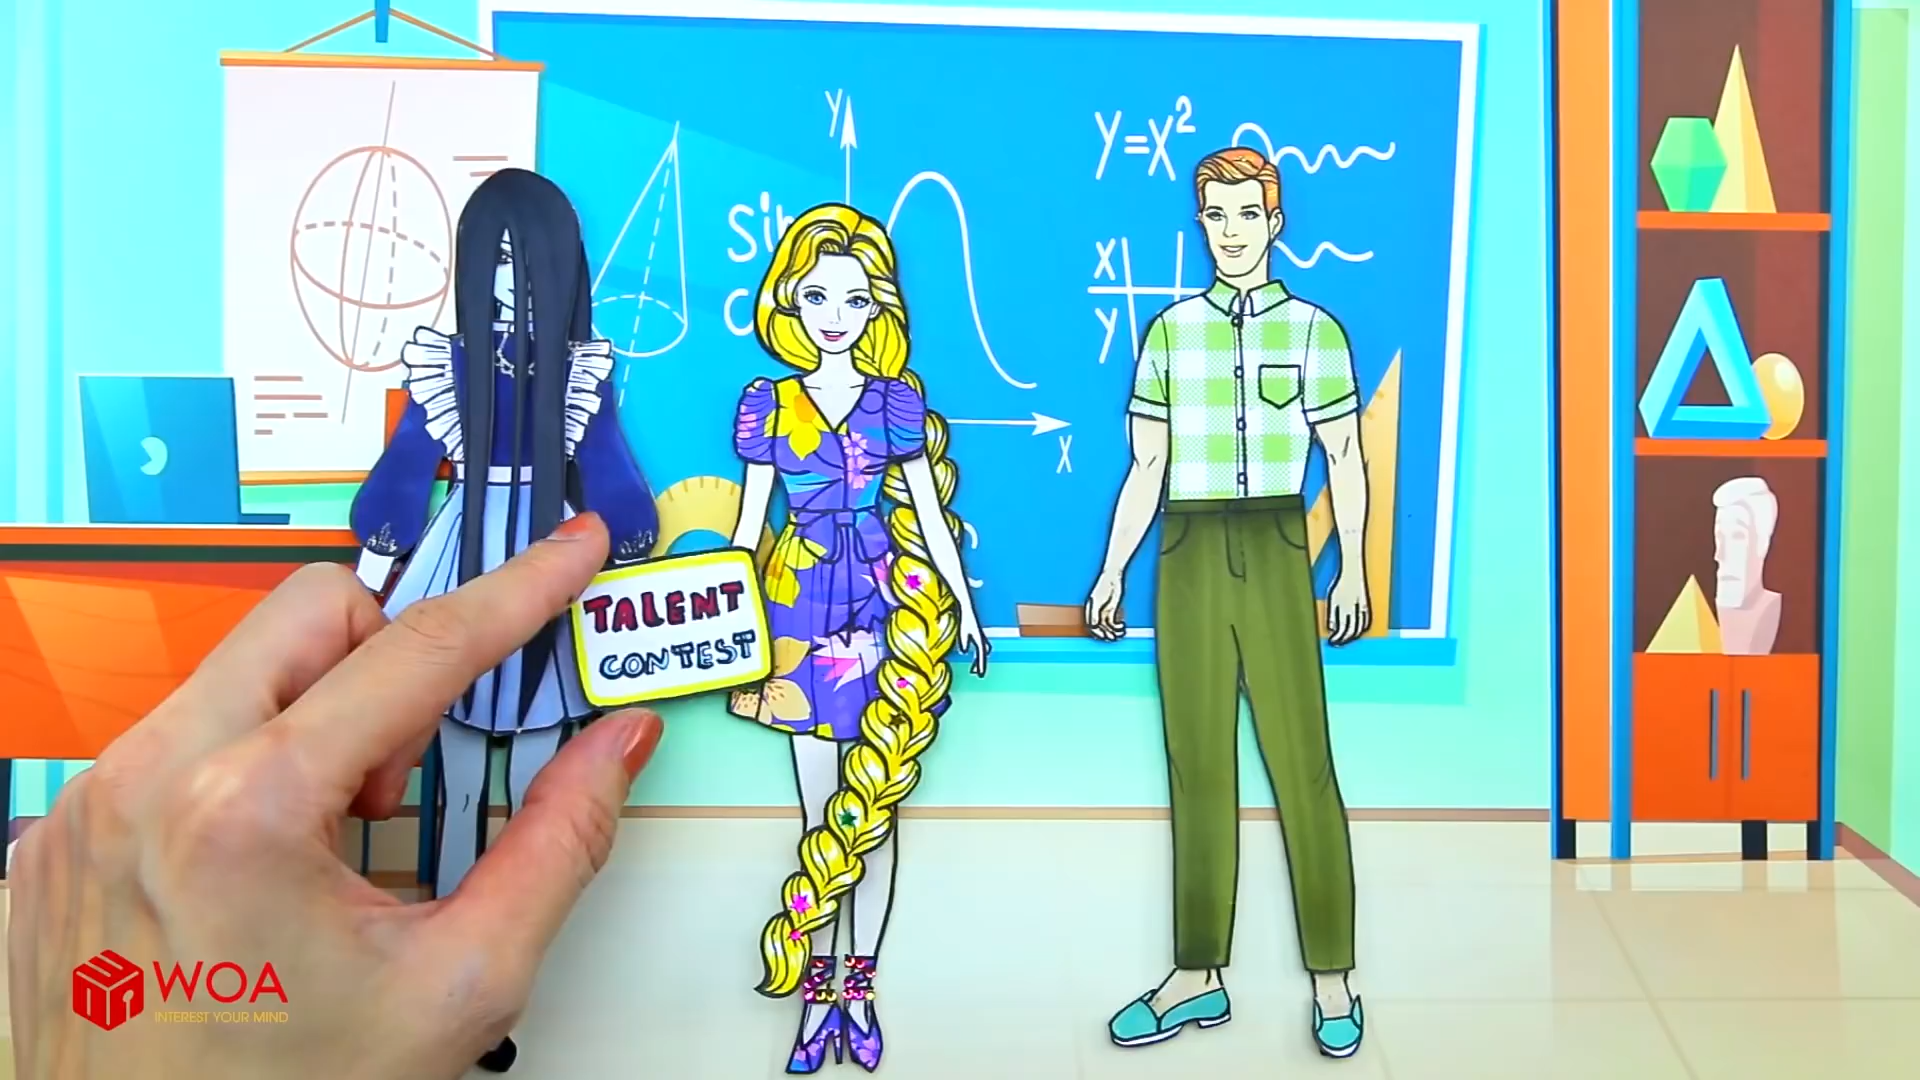 Y
Y=X²
X
Y
X
TALENT
CONTEST
WOA
INTEREST YOUR MIND